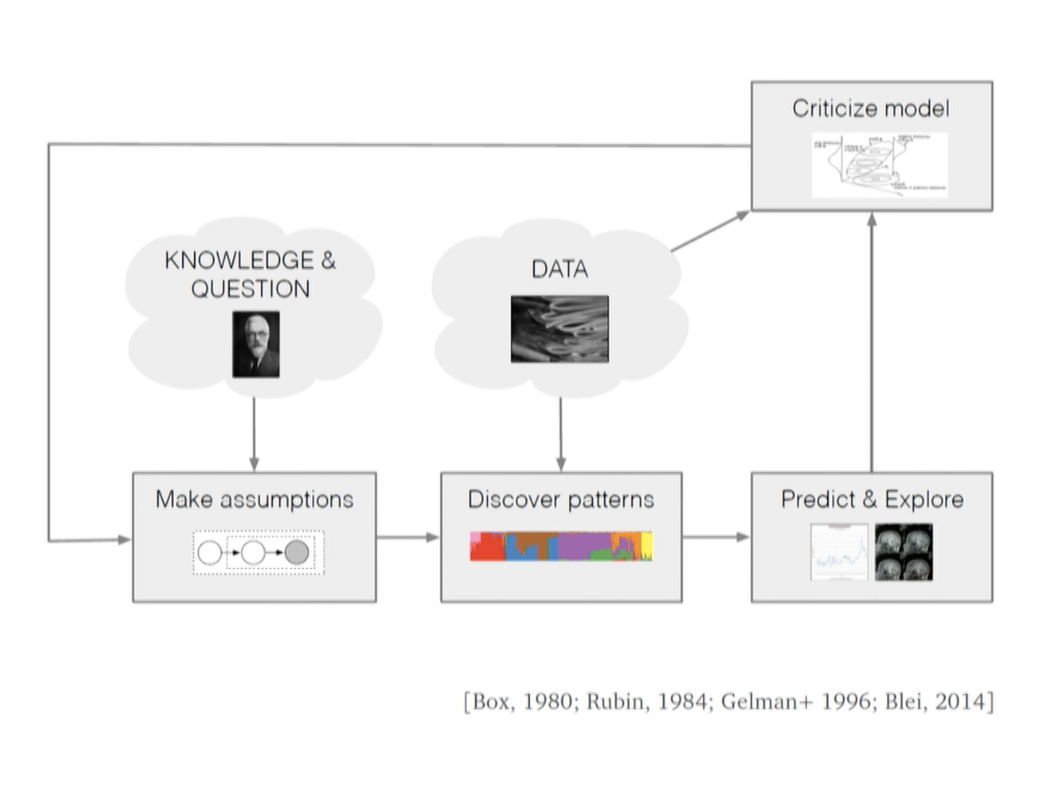 Criticize model
KNOWLEDGE &
QUESTION
DATA
Make assumptions
Discover patterns
Predict & Explore
[Box, 1980; Rubin, 1984; Gelman+ 1996; Blei, 2014]